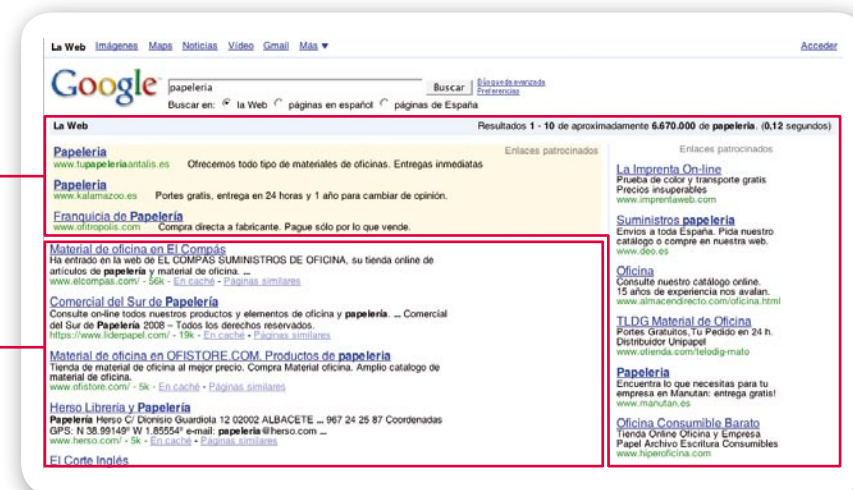 La Web Imágenes Maps Noticias Vídeo Gmail Más ▼ Acceder
Google papeleria Buscar Búsqueda avanzada
Preferencias
Buscar en: la Web páginas en español páginas de España
La Web Resultados 1 - 10 de aproximadamente 6.670.000 de papeleria. (0,12 segundos)
Papeleria Enlaces patrocinados
www.tupapeleriaantalis.es Ofrecemos todo tipo de materiales de oficinas. Entregas inmediatas
Papeleria
www.kalamazoo.es Portes gratis, entrega en 24 horas y 1 año para cambiar de opinión.
Franquicia de Papelería
www.ofitropolis.com Compra directa a fabricante. Pague sólo por lo que vende.
Material de oficina en El Compás
Ha entrado en la web de EL COMPAS SUMINISTROS DE OFICINA, su tienda online de
artículos de papelería y material de oficina. ...
www.elcompas.com/ - 56k - En caché - Páginas similares
Comercial del Sur de Papelería
Consulte on-line todos nuestros productos y elementos de oficina y papelería. ... Comercial
del Sur de Papelería 2008 – Todos los derechos reservados.
https://www.liderpapel.com/ - 19k - En caché - Páginas similares
Material de oficina en OFISTORE.COM. Productos de papeleria
Tienda de material de oficina al mejor precio. Compra Material oficina. Amplio catalogo de
material de oficina.
www.ofistore.com/ - 5k - En caché - Páginas similares
Herso Librería y Papelería
Papelería Herso C/ Dionisio Guardiola 12 02002 ALBACETE ... 967 24 25 87 Coordenadas
GPS: N 38.99149º W 1.85554º e-mail: papeleria@herso.com ...
www.herso.com/ - 5k - En caché - Páginas similares
El Corte Inglés
Enlaces patrocinados
La Imprenta On-line
Prueba de color y transporte gratis
Precios insuperables
www.imprentaweb.com
Suministros papeleria
Envios a toda España. Pida nuestro
catálogo o compre en nuestra web.
www.deo.es
Oficina
Consulte nuestro catálogo online.
15 años de experiencia nos avalan.
www.almacendirecto.com/oficina.html
TLDG Material de Oficina
Portes Gratuitos,Tu Pedido en 24 h.
Distribuidor Unipapel
www.otienda.com/telodig-mato
Papeleria
Encuentra lo que necesitas para tu
empresa en Manutan: entrega gratis!
www.manutan.es
Oficina Consumible Barato
Tienda Online Oficina y Empresa
Papel Archivo Escritura Consumibles
www.hiperoficina.com